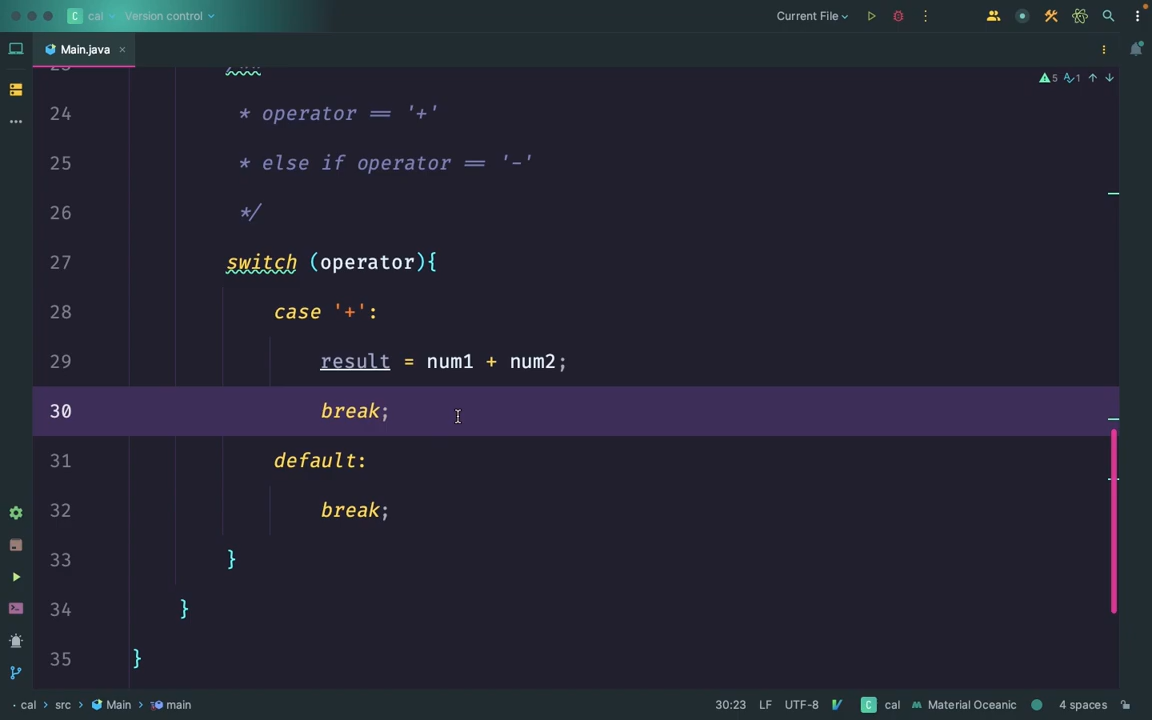 C cal Version control Current File
Main.java
5 1
24 * operator == '+'
25 * else if operator == '-'
26 */
27 switch (operator){
28 case '+':
29 result = num1 + num2;
30 break;
31 default:
32 break;
33 }
34 }
35 }
cal > src > Main > main 30:23 LF UTF-8 C cal Material Oceanic 4 spaces